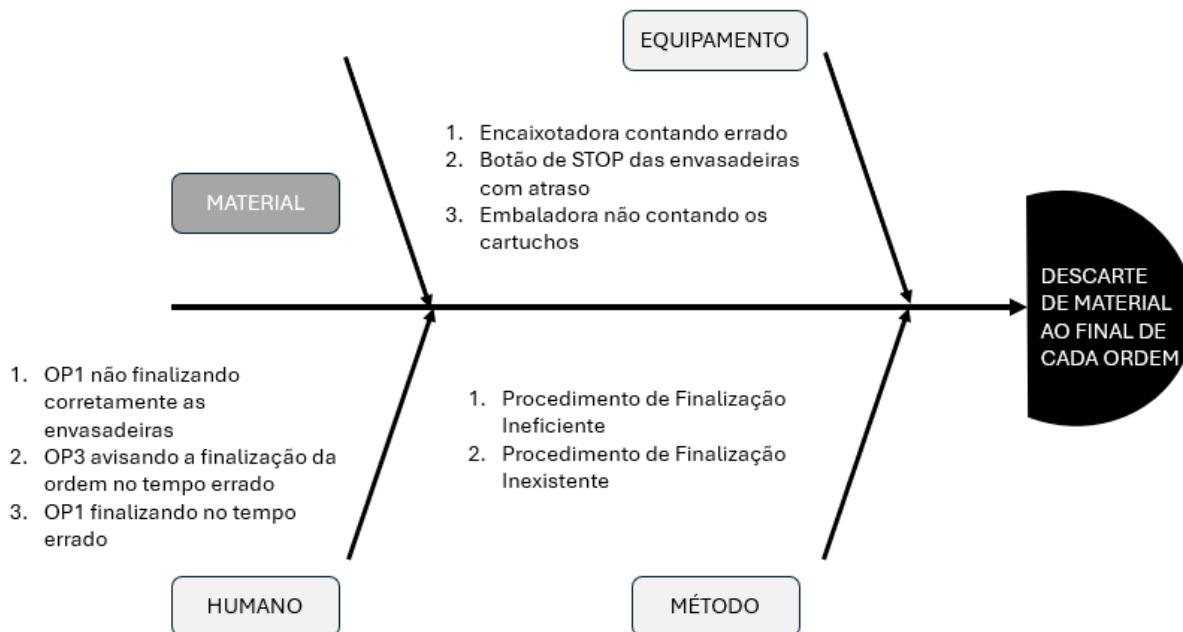 EQUIPAMENTO
1. Encaixotadora contando errado
2. Botão de STOP das envasadeiras
com atraso
3. Embaladora não contando os
cartuchos
MATERIAL
DESCARTE
DE MATERIAL
AO FINAL DE
CADA ORDEM
1. OP1 não finalizando
corretamente as
envasadeiras
2. OP3 avisando a finalização da
ordem no tempo errado
3. OP1 finalizando no tempo
errado
1. Procedimento de Finalização
Ineficiente
2. Procedimento de Finalização
Inexistente
HUMANO
MÉTODO